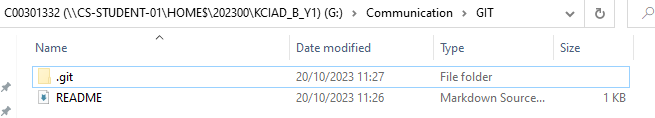 C00301332 (\\CS-STUDENT-01\HOME$\202300\KCIAD_B_Y1) (G:) > Communication > GIT
Name Date modified Type Size
.git 20/10/2023 11:27 File folder
README 20/10/2023 11:26 Markdown Source... 1 KB